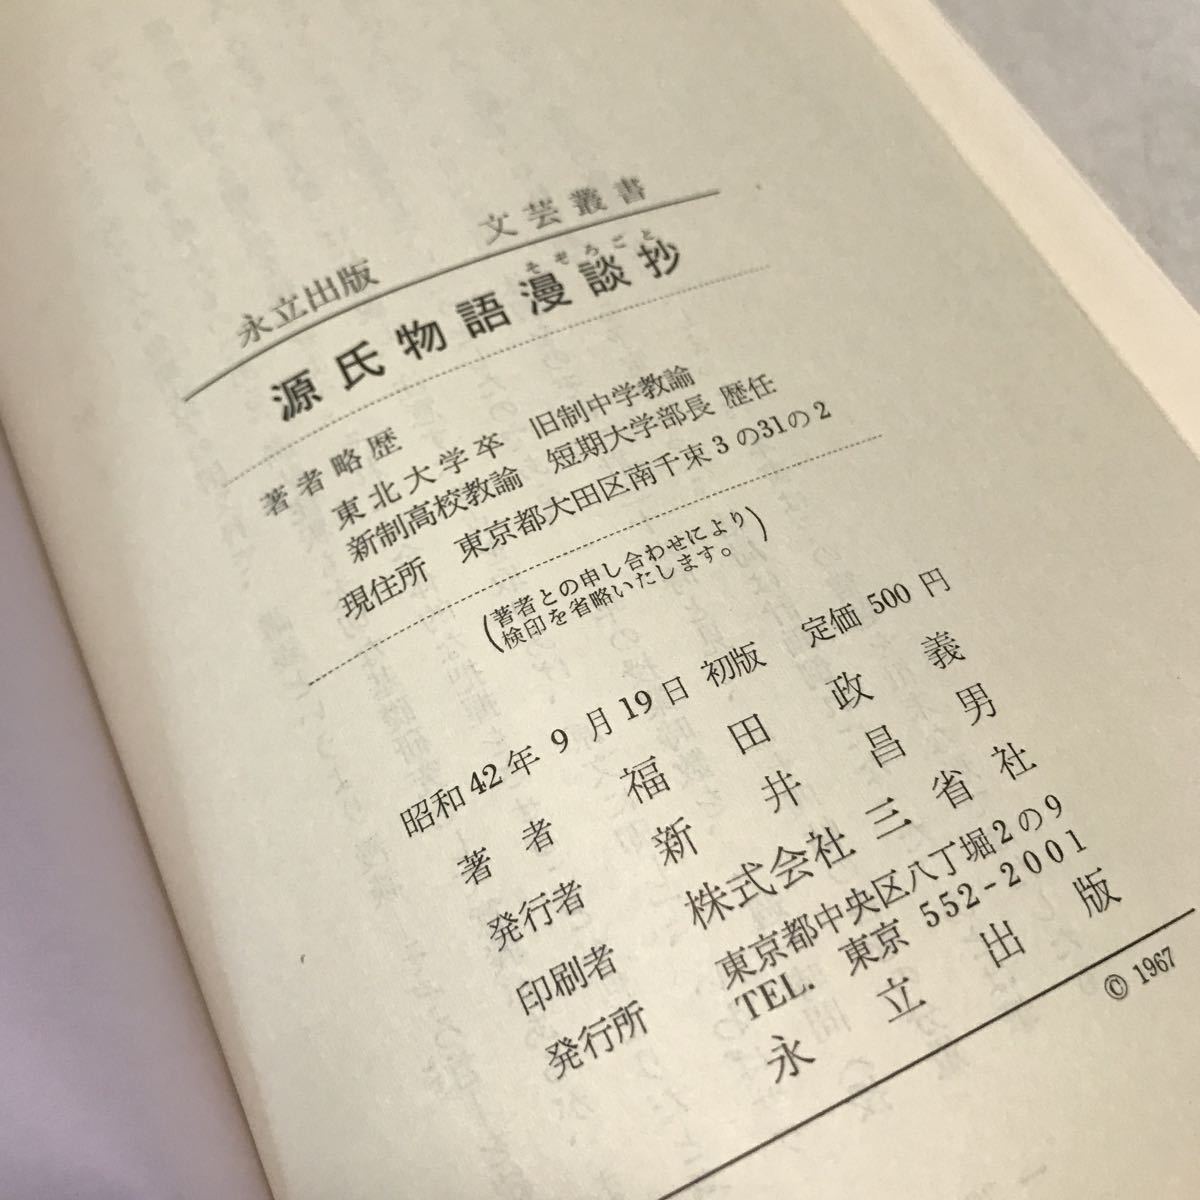 永立出版　文芸叢書
そぞろごと
源氏物語漫談抄
著者略歴
東北大学卒　旧制中学教諭
新制高校教諭　短期大学部長　歴任
現住所　東京都大田区南千束3の31の2
（著者との申し合わせにより
検印を省略いたします。）
昭和42年9月19日 初版　定価 500 円
著者　福田政義
発行者　新井昌男
印刷者　株式会社 三省社
発行所　東京都中央区八丁堀2の9
TEL. 東京 552-2001
永立出版
© 1967